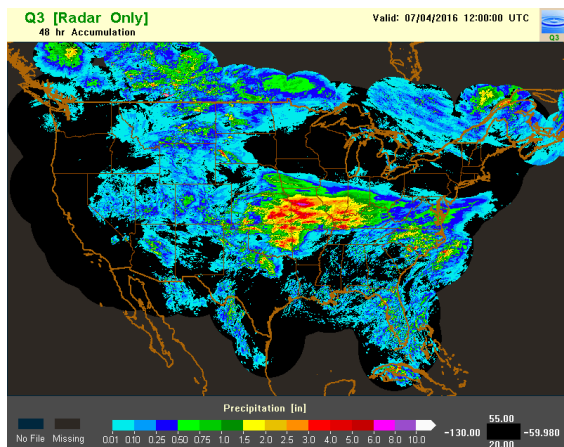 Q3 [Radar Only]
Valid: 07/04/2016 12:00:00 UTC
48 hr Accumulation
Q3
Precipitation [in]
No File
Missing
0.01 0.10 0.25 0.50 0.75 1.0 1.5 2.0 2.5 3.0 4.0 5.0 6.0 8.0 10.0
55.00
-130.00 -59.980
20.00